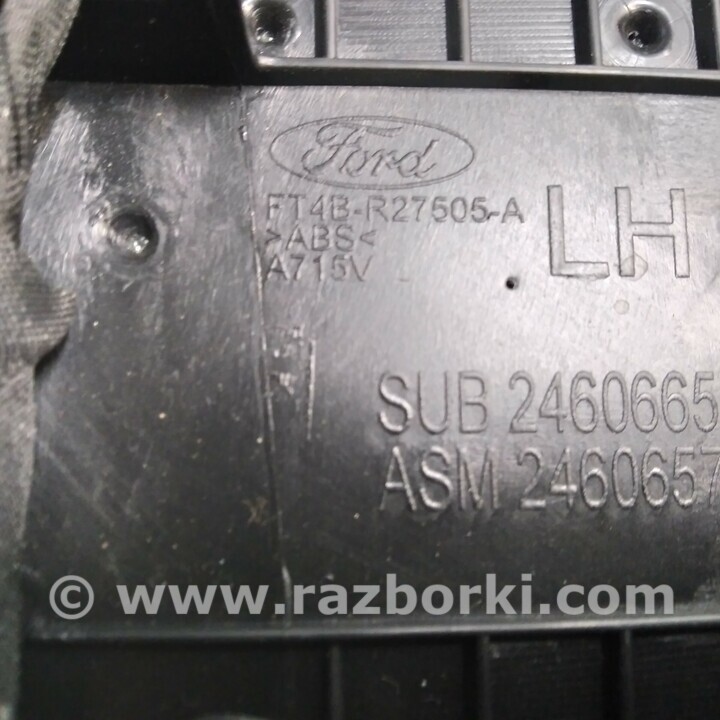 Ford
FT4B-R27505-A
>ABS<
A715V
LH
SUB 2460665
ASM 2460657
© www.razborki.com